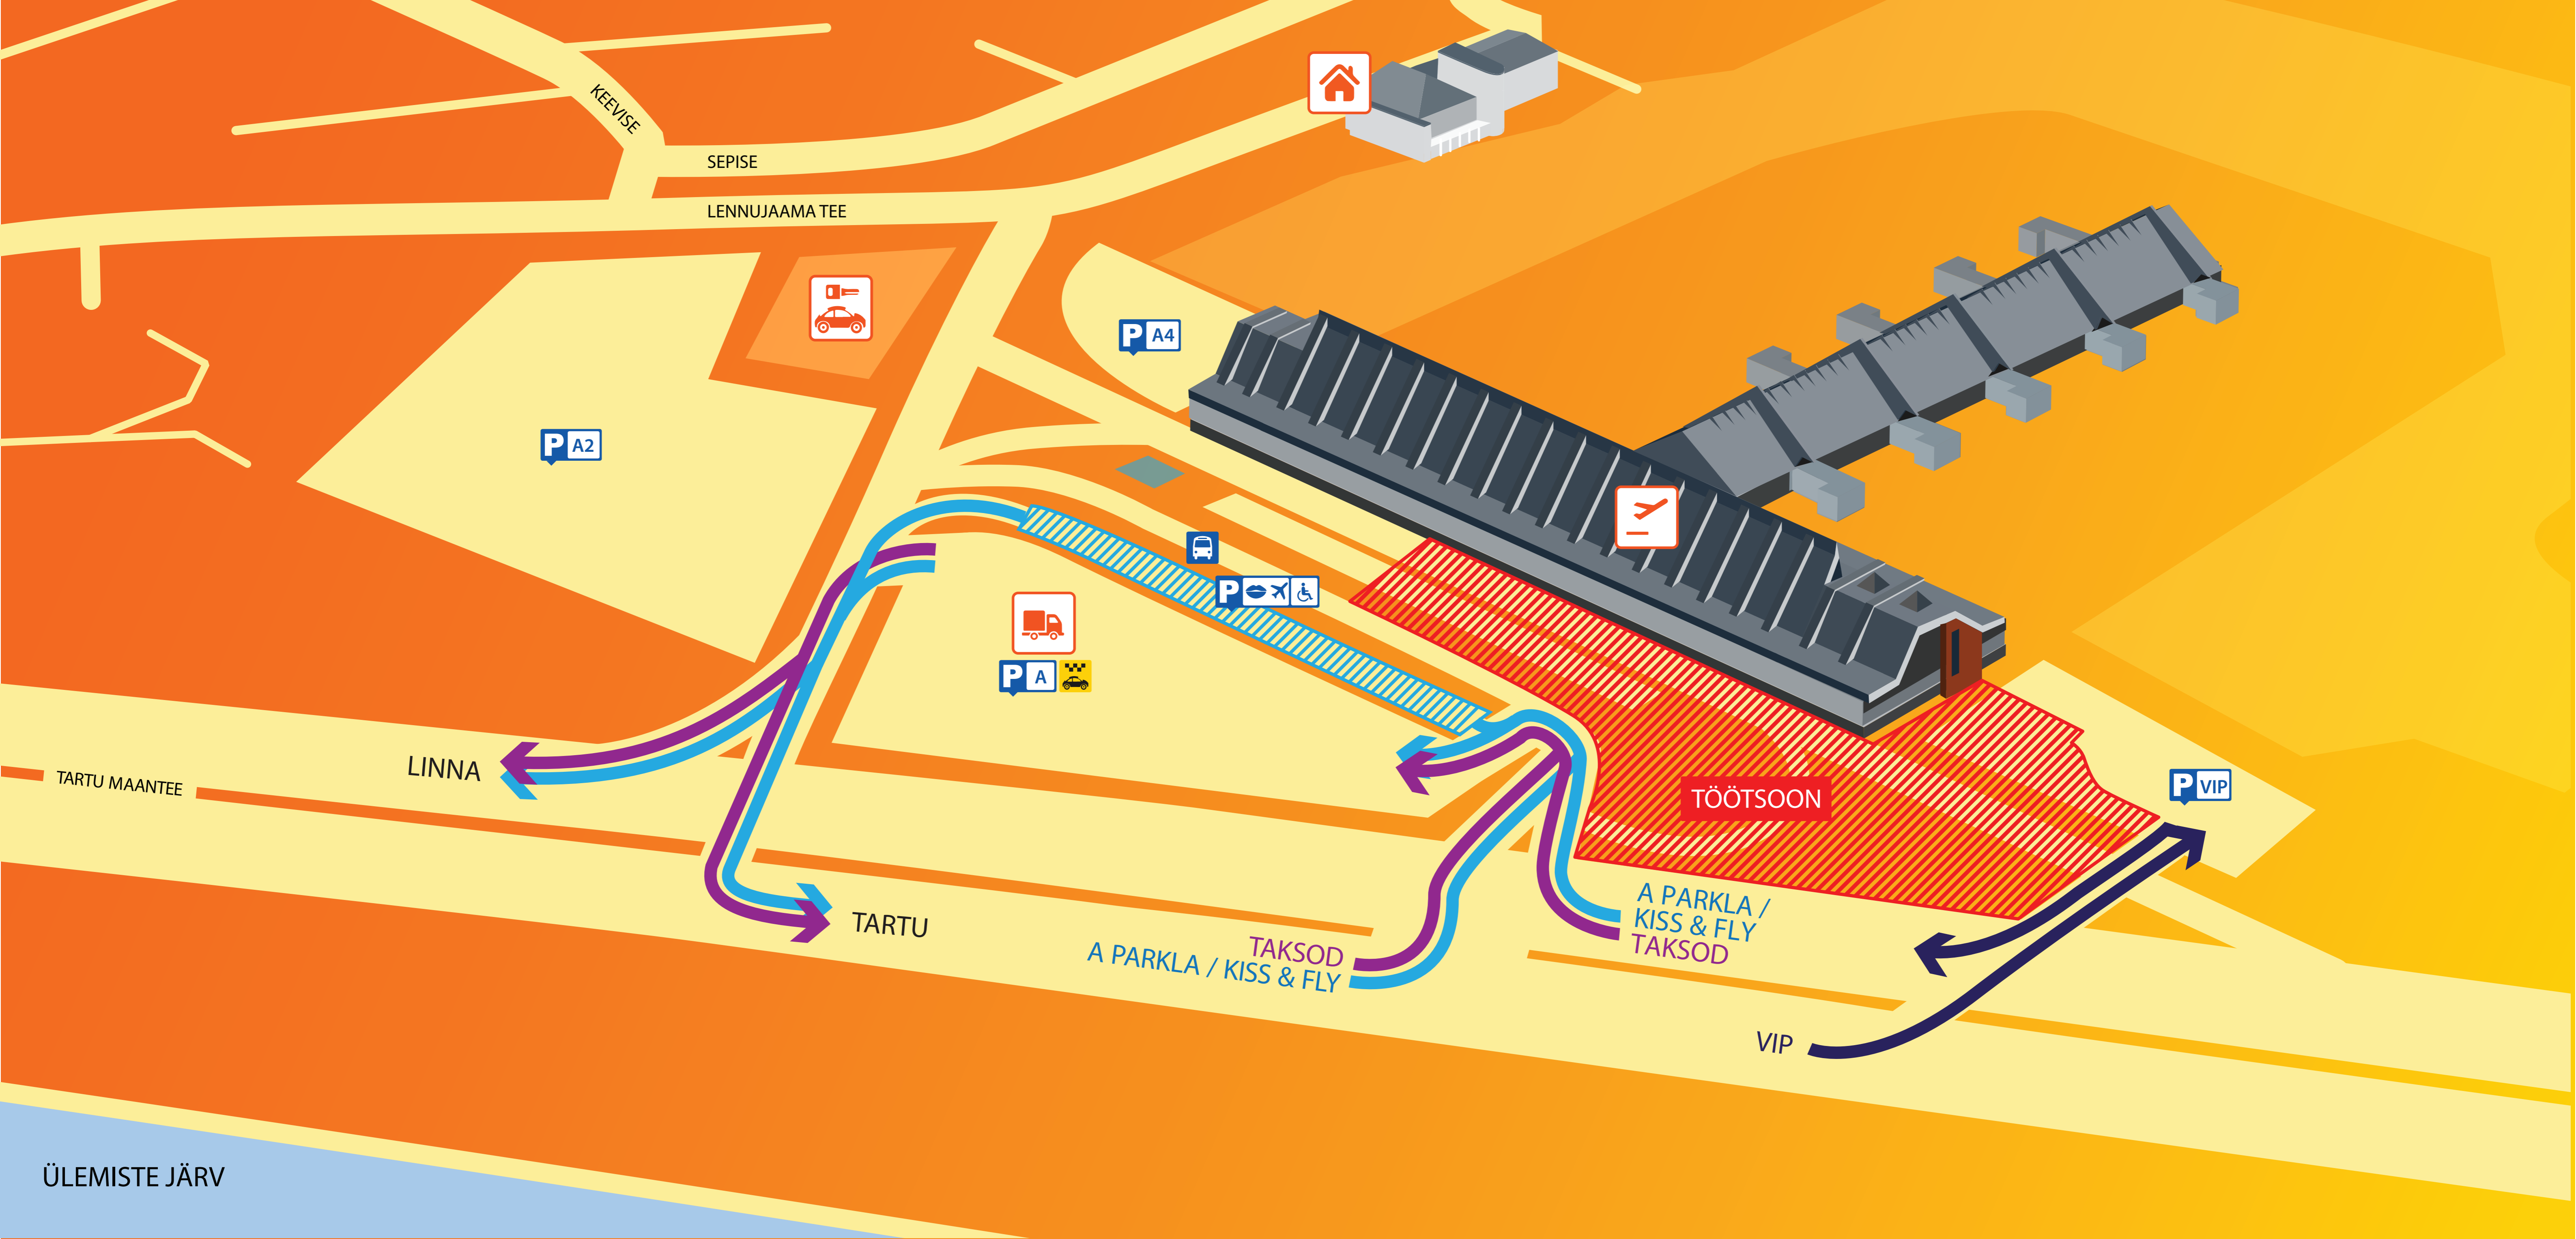 KEEVISE
SEPISE
LENNUJAAMA TEE
P A4
P A2
P
P A
LINNA
TARTU MAANTEE
TÖÖTSOON
P VIP
TARTU
A PARKLA /
KISS & FLY
TAKSOD
TAKSOD
A PARKLA / KISS & FLY
VIP
ÜLEMISTE JÄRV